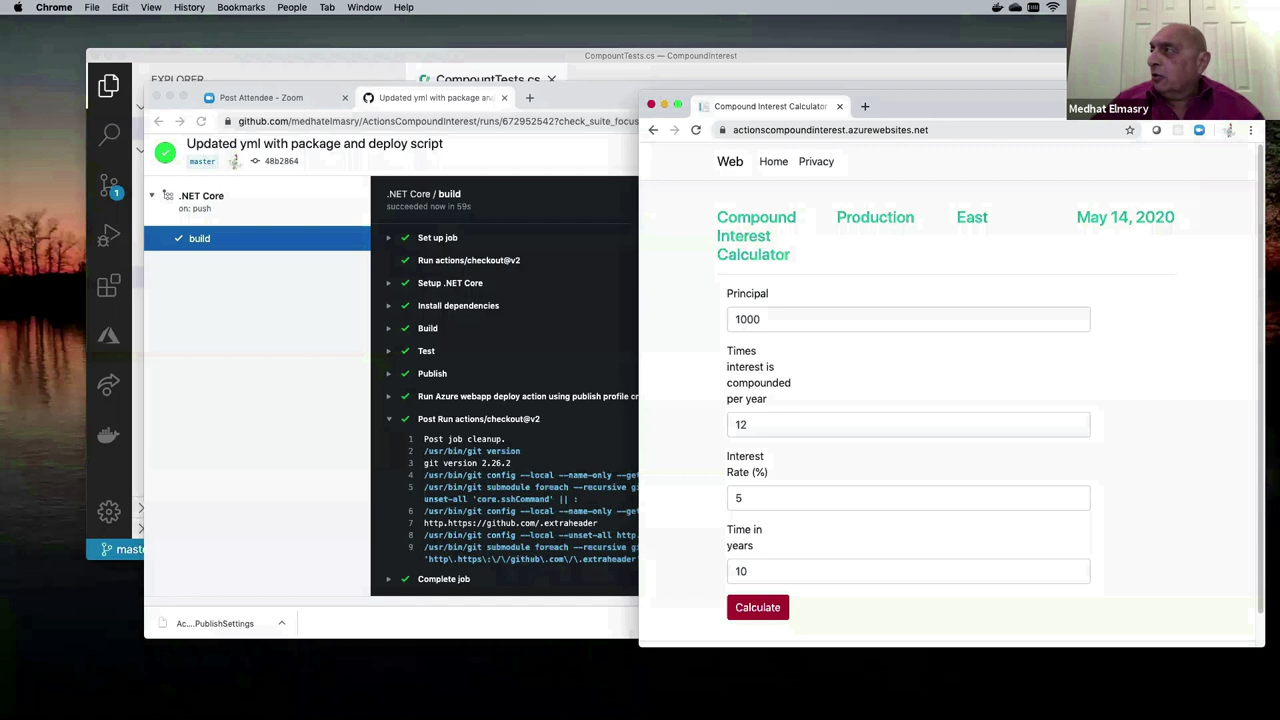 Chrome File Edit View History Bookmarks People Tab Window Help
CompountTests.cs — CompoundInterest
EXPLORER
CompountTests.cs
Post Attendee - Zoom
Updated yml with package and
github.com/medhatelmasry/ActionsCompoundInterest/runs/672952542?check_suite_focus
Updated yml with package and deploy script
master 48b2864
.NET Core
on: push
build
.NET Core / build
succeeded now in 59s
Set up job
Run actions/checkout@v2
Setup .NET Core
Install dependencies
Build
Test
Publish
Run Azure webapp deploy action using publish profile cr
Post Run actions/checkout@v2
1 Post job cleanup.
2 /usr/bin/git version
3 git version 2.26.2
4 /usr/bin/git config --local --name-only --ge
5 /usr/bin/git submodule foreach --recursive gi
unset-all 'core.sshCommand' || :
6 /usr/bin/git config --local --name-only --ge
7 http.https://github.com/.extraheader
8 /usr/bin/git config --local --unset-all http.
9 /usr/bin/git submodule foreach --recursive gi
'http\.https\:\/\/github\.com\/\.extraheader'
Complete job
Ac....PublishSettings
master
1
Medhat Elmasry
Compound Interest Calculator
actionscompoundinterest.azurewebsites.net
Web Home Privacy
Compound Interest Calculator
Production
East
May 14, 2020
Principal
1000
Times
interest is
compounded
per year
12
Interest
Rate (%)
5
Time in
years
10
Calculate